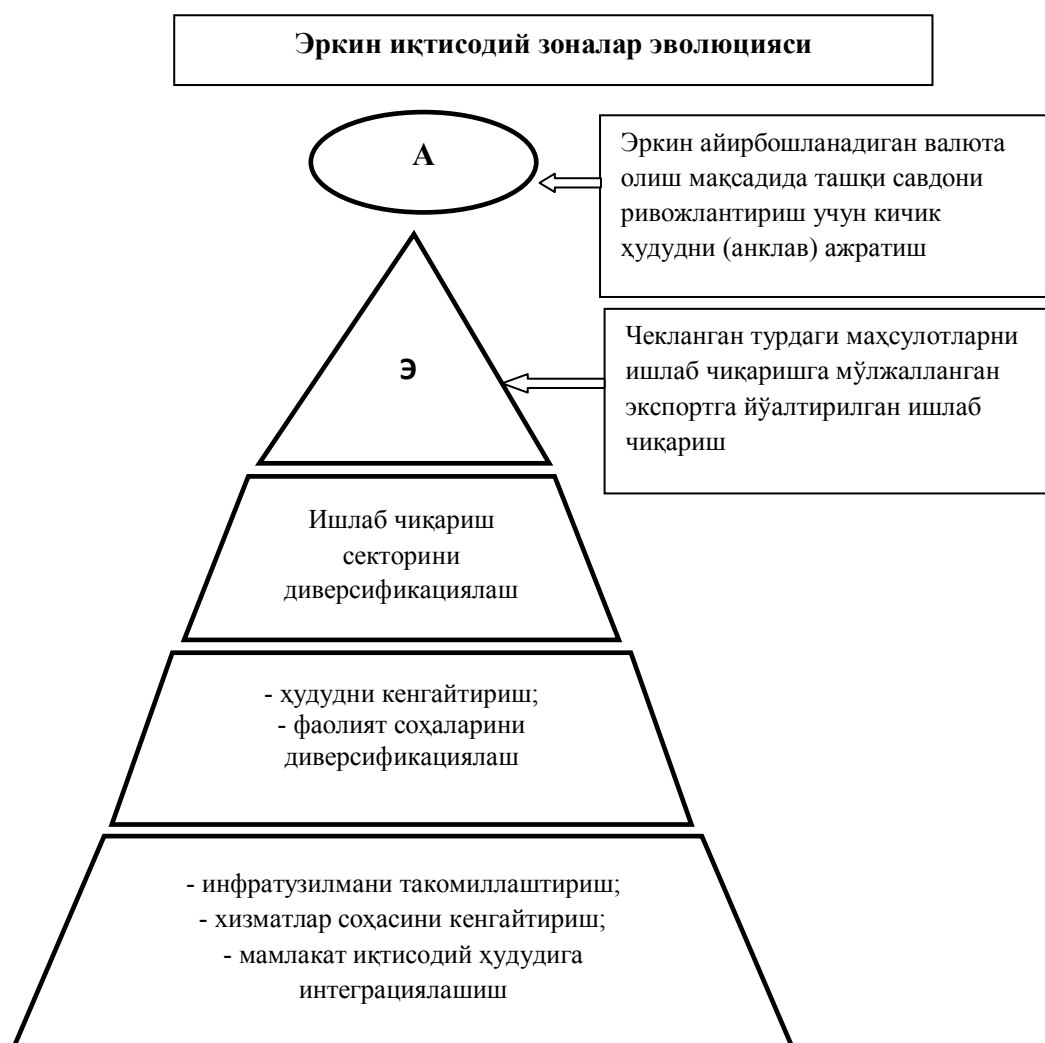 Эркин иқтисодий зоналар эволюцияси
А
Эркин айирбошланадиган валюта
олиш мақсадида ташқи савдони
ривожлантириш учун кичик
ҳудудни (анклав) ажратиш
Э
Чекланган турдаги маҳсулотларни
ишлаб чиқаришга мўлжалланган
экспортга йўалтирилган ишлаб
чиқариш
Ишлаб чиқариш
секторини
диверсификациялаш
- ҳудудни кенгайтириш;
- фаолият соҳаларини
диверсификациялаш
- инфратузилмани такомиллаштириш;
- хизматлар соҳасини кенгайтириш;
- мамлакат иқтисодий ҳудудига
интеграциялашиш